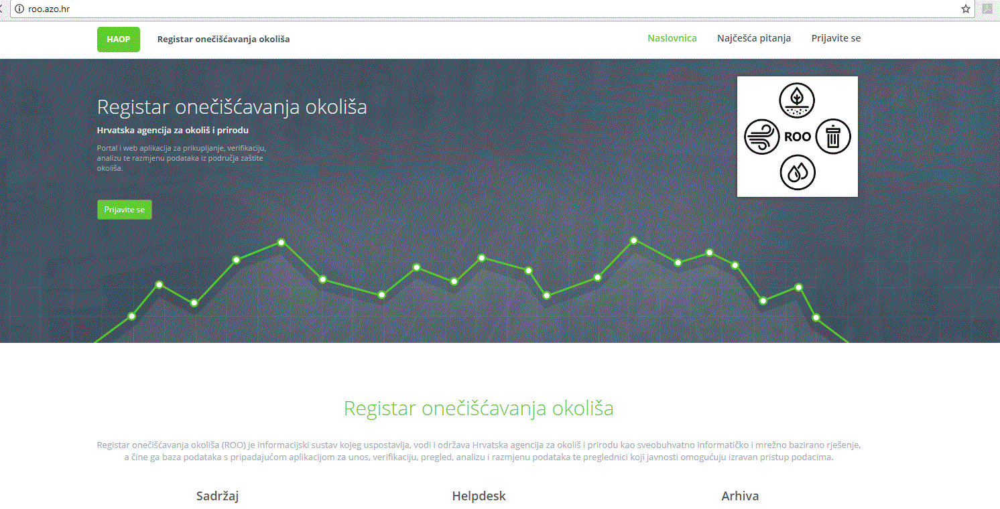 roo.azo.hr
HAOP
Registar onečišćavanja okoliša
Naslovnica
Najčešća pitanja
Prijavite se
Registar onečišćavanja okoliša
Hrvatska agencija za okoliš i prirodu
Portal i web aplikacija za prikupljanje, verifikaciju,
analizu te razmjenu podataka iz područja zaštite
okoliša.
ROO
Prijavite se
Registar onečišćavanja okoliša
Registar onečišćavanja okoliša (ROO) je informacijski sustav kojeg uspostavlja, vodi i održava Hrvatska agencija za okoliš i prirodu kao sveobuhvatno informatičko i mrežno bazirano rješenje,
a čine ga baza podataka s pripadajućom aplikacijom za unos, verifikaciju, pregled, analizu i razmjenu podataka te preglednici koji javnosti omogućuju izravan pristup podacima.
Sadržaj
Helpdesk
Arhiva